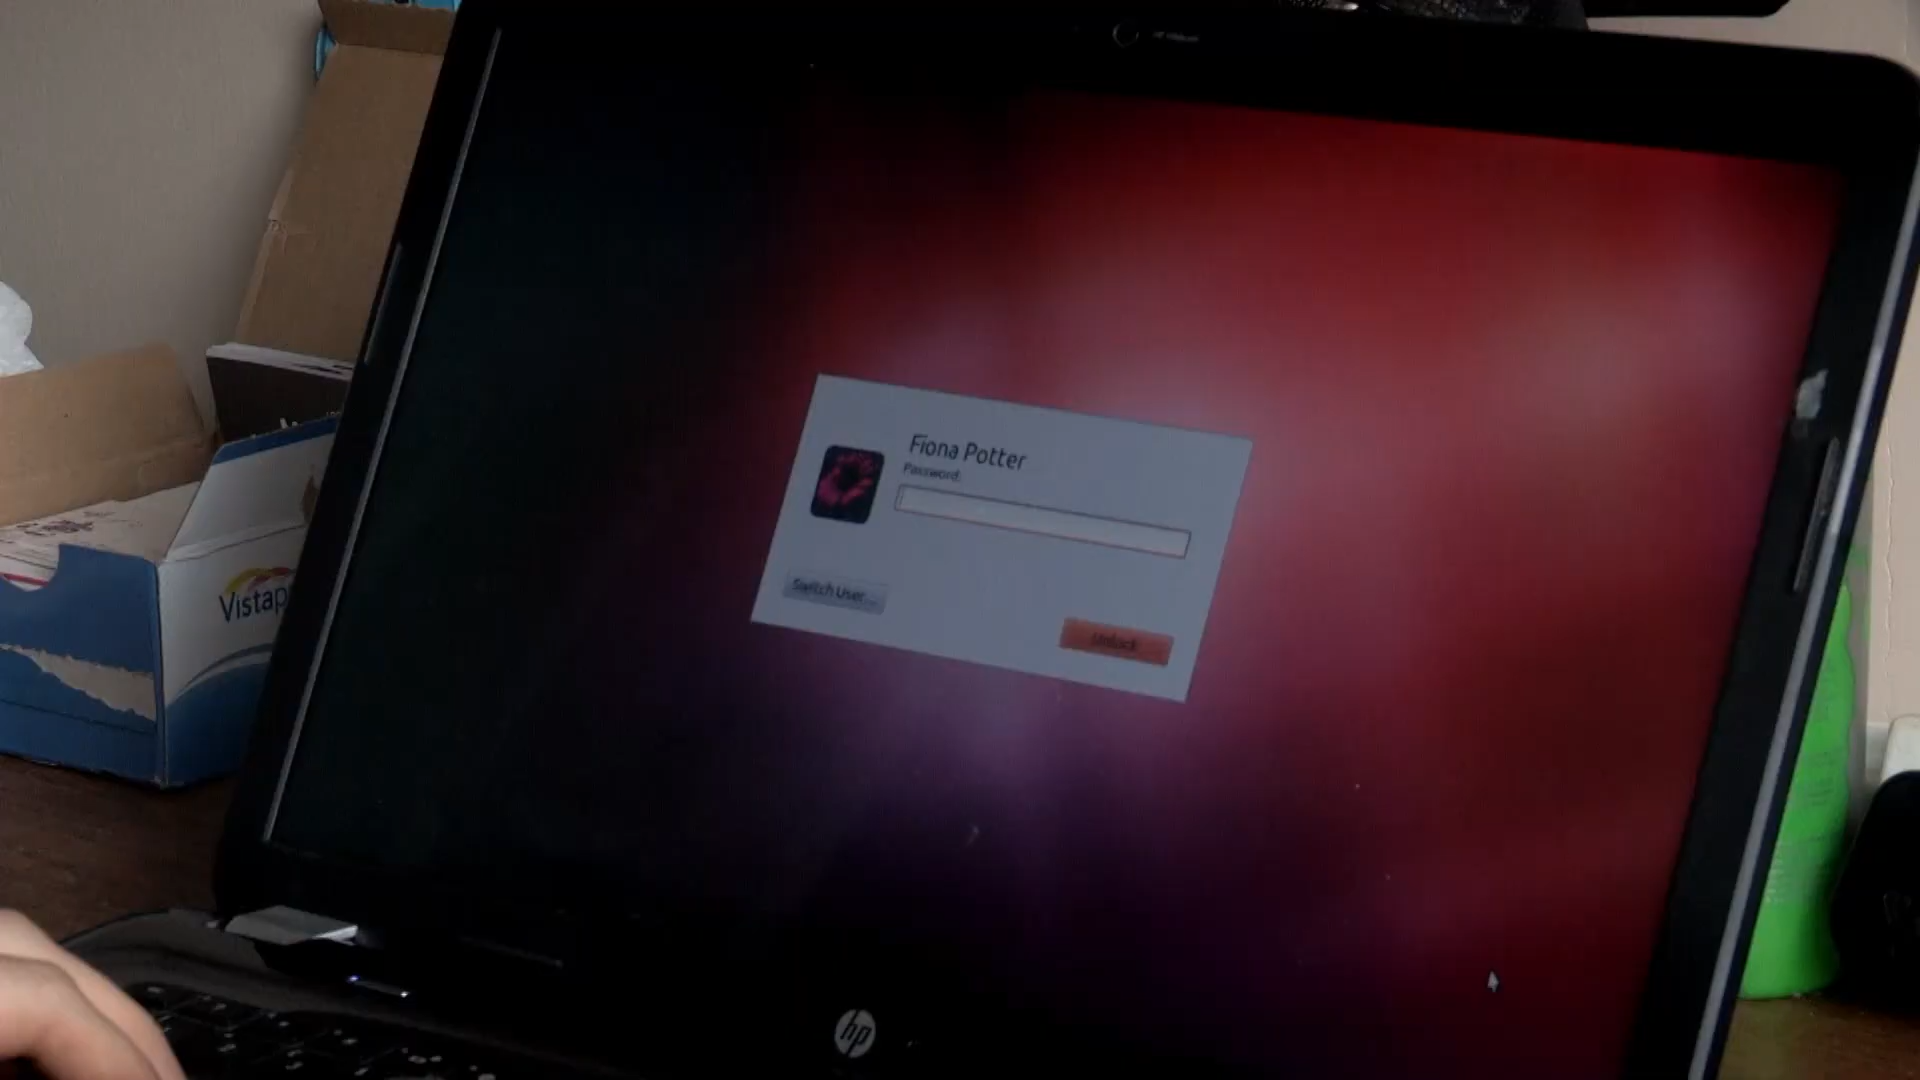 Fiona Potter
Password:
Switch User...
Unlock
Vistap
hp